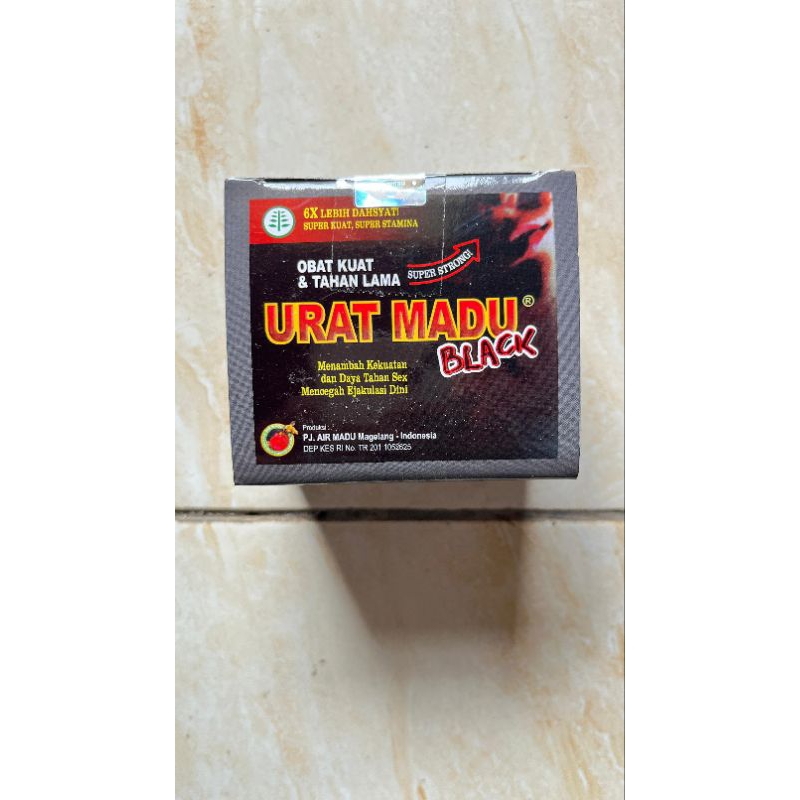 6X LEBIH DAHSYAT!
SUPER KUAT, SUPER STAMINA
OBAT KUAT
& TAHAN LAMA
SUPER STRONG!
URAT MADU®
BLACK
Menambah Kekuatan
dan Daya Tahan Sex
Mencegah Ejakulasi Dini
Produksi :
PJ. AIR MADU Magelang - Indonesia
DEP KES RI No. TR 201 1052625